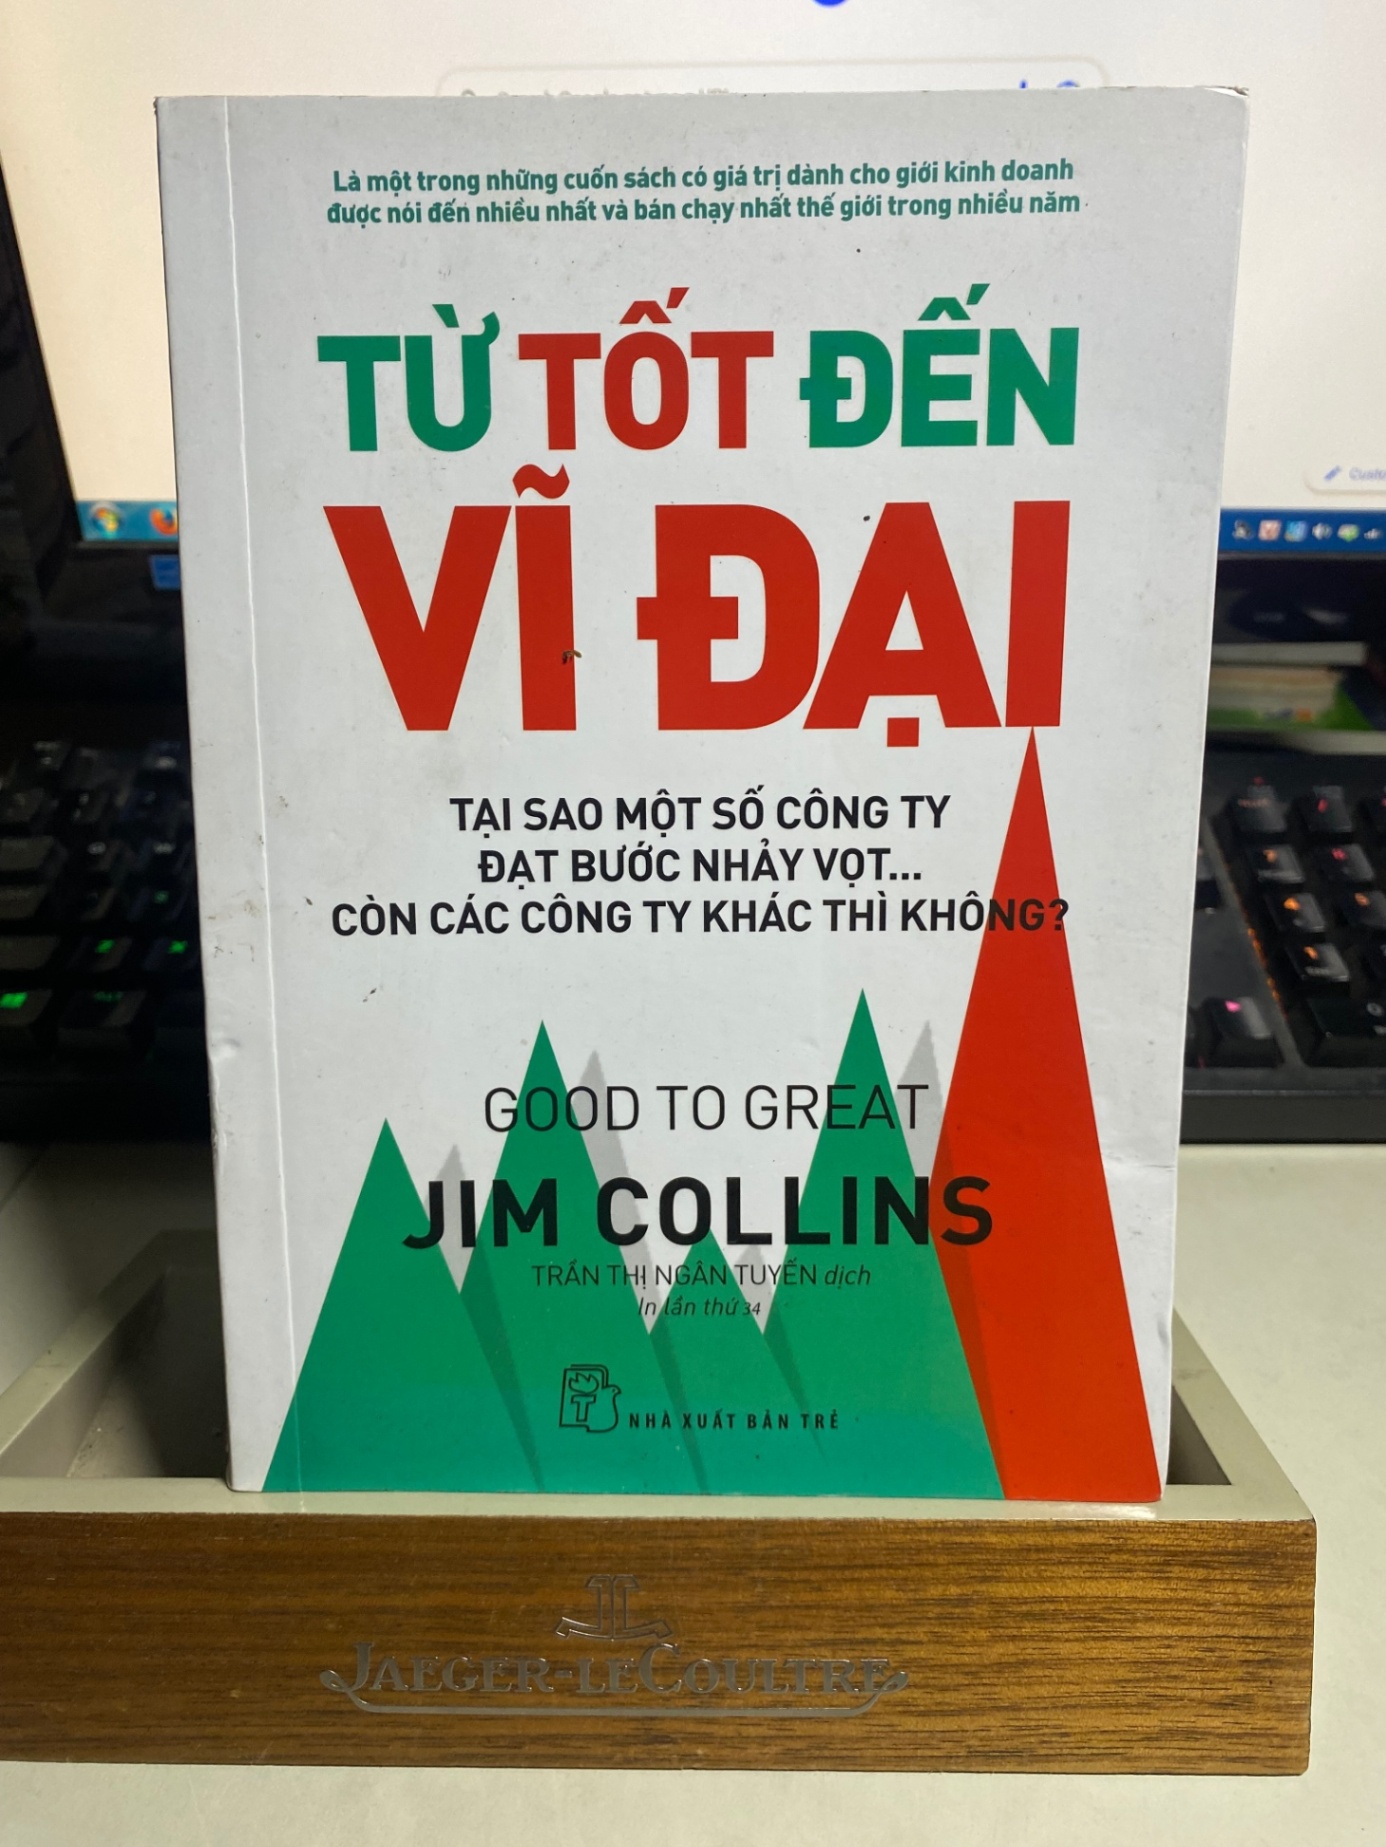 Là một trong những cuốn sách có giá trị dành cho giới kinh doanh
được nói đến nhiều nhất và bán chạy nhất thế giới trong nhiều năm
TỪ TỐT ĐẾN
VĨ ĐẠI
TẠI SAO MỘT SỐ CÔNG TY
ĐẠT BƯỚC NHẢY VỌT...
CÒN CÁC CÔNG TY KHÁC THÌ KHÔNG?
GOOD TO GREAT
JIM COLLINS
TRẦN THỊ NGÂN TUYẾN dịch
In lần thứ 34
NHÀ XUẤT BẢN TRẺ
JAEGER-LECOULTRE